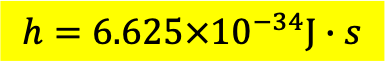 h = 6.625×10⁻³⁴J · s